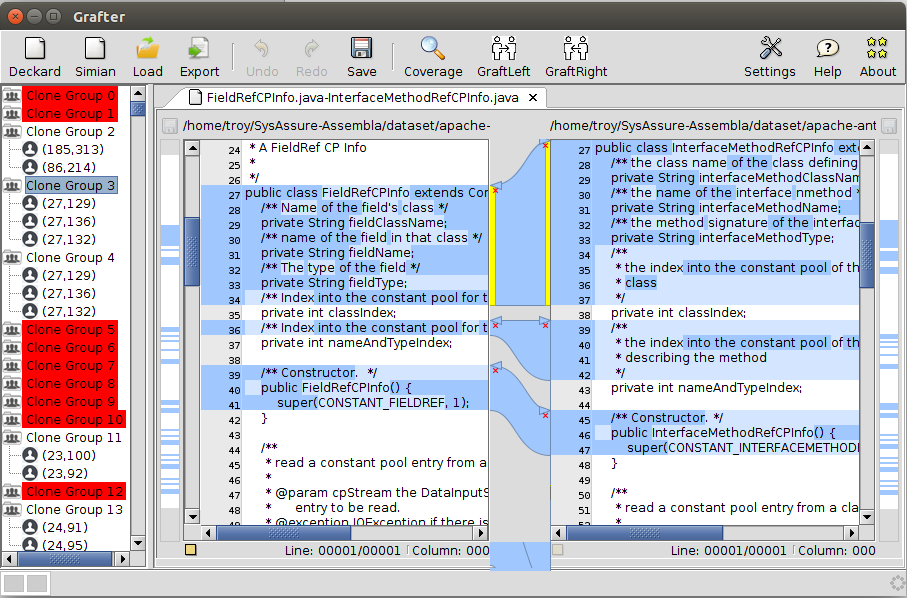 Grafter
Deckard Simian Load Export Undo Redo Save Coverage GraftLeft GraftRight Settings Help About
Clone Group 0
Clone Group 1
Clone Group 2
(185,313)
(86,214)
Clone Group 3
(27,129)
(27,136)
(27,132)
Clone Group 4
(27,129)
(27,136)
(27,132)
Clone Group 5
Clone Group 6
Clone Group 7
Clone Group 8
Clone Group 9
Clone Group 10
Clone Group 11
(23,100)
(23,92)
Clone Group 12
Clone Group 13
(24,91)
(24,95)
FieldRefCPInfo.java-InterfaceMethodRefCPInfo.java
/home/troy/SysAssure-Assembla/dataset/apache-
24 * A FieldRef CP Info
25 *
26 */
27 public class FieldRefCPInfo extends Cor
28 /** Name of the field's class */
29 private String fieldClassName;
30 /** name of the field in that class */
31 private String fieldName;
32 /** The type of the field */
33 private String fieldType;
34 /** Index into the constant pool for t
35 private int classIndex;
36 /** Index into the constant pool for t
37 private int nameAndTypeIndex;
38
39 /** Constructor. */
40 public FieldRefCPInfo() {
41 super(CONSTANT_FIELDREF, 1);
42 }
43
44 /**
45 * read a constant pool entry from a
46 *
47 * @param cpStream the DataInputS
48 * entry to be read.
49 * @exception IOException if there is
Line: 00001/00001 Column: 000
/home/troy/SysAssure-Assembla/dataset/apache-ant
27 public class InterfaceMethodRefCPInfo exte
28 /** the class name of the class defining
29 private String interfaceMethodClassNam
30 /** the name of the interface nmethod *
31 private String interfaceMethodName;
32 /** the method signature of the interfac
33 private String interfaceMethodType;
34 /**
35 * the index into the constant pool of th
36 * class
37 */
38 private int classIndex;
39 /**
40 * the index into the constant pool of th
41 * describing the method
42 */
43 private int nameAndTypeIndex;
44
45 /** Constructor. */
46 public InterfaceMethodRefCPInfo() {
47 super(CONSTANT_INTERFACEMETHOD
48 }
49
50 /**
51 * read a constant pool entry from a cla
52 *
Line: 00001/00001 Column: 000